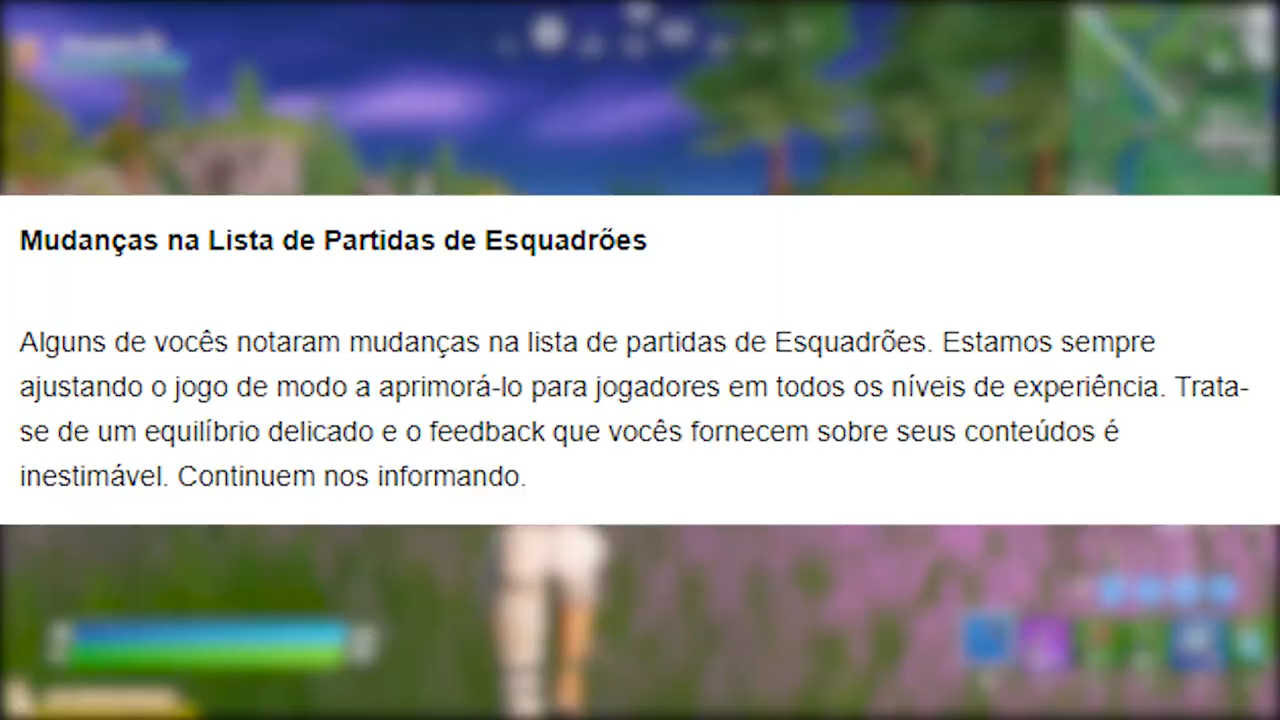 Mudanças na Lista de Partidas de Esquadrões
Alguns de vocês notaram mudanças na lista de partidas de Esquadrões. Estamos sempre
ajustando o jogo de modo a aprimorá-lo para jogadores em todos os níveis de experiência. Trata-
se de um equilíbrio delicado e o feedback que vocês fornecem sobre seus conteúdos é
inestimável. Continuem nos informando.